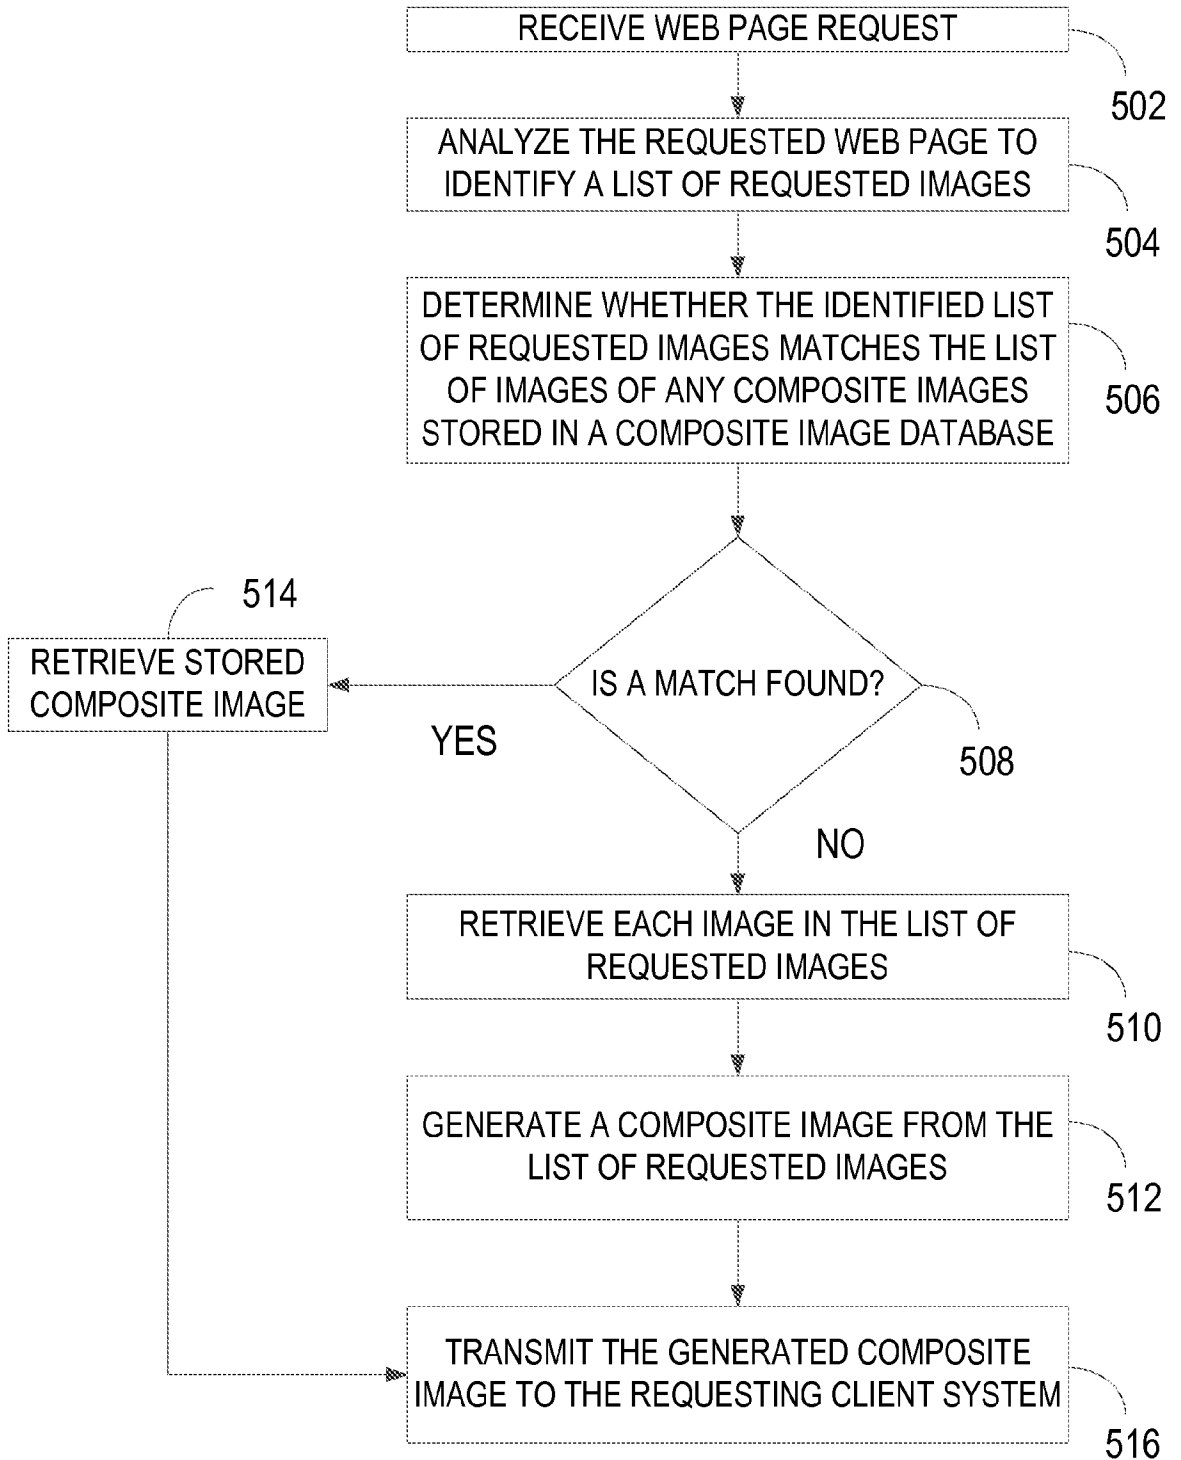 RECEIVE WEB PAGE REQUEST
502
ANALYZE THE REQUESTED WEB PAGE TO
IDENTIFY A LIST OF REQUESTED IMAGES
504
DETERMINE WHETHER THE IDENTIFIED LIST
OF REQUESTED IMAGES MATCHES THE LIST
OF IMAGES OF ANY COMPOSITE IMAGES
STORED IN A COMPOSITE IMAGE DATABASE
506
IS A MATCH FOUND?
508
YES
514
RETRIEVE STORED
COMPOSITE IMAGE
NO
RETRIEVE EACH IMAGE IN THE LIST OF
REQUESTED IMAGES
510
GENERATE A COMPOSITE IMAGE FROM THE
LIST OF REQUESTED IMAGES
512
TRANSMIT THE GENERATED COMPOSITE
IMAGE TO THE REQUESTING CLIENT SYSTEM
516